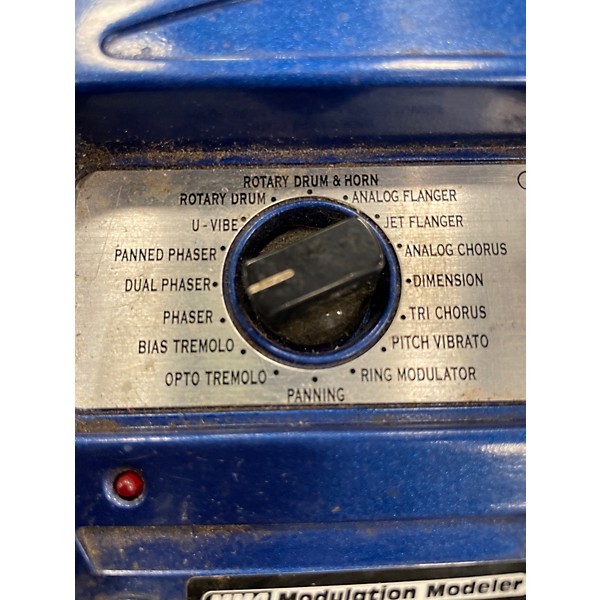 ROTARY DRUM & HORN
ROTARY DRUM
ANALOG FLANGER
U-VIBE
JET FLANGER
PANNED PHASER
ANALOG CHORUS
DUAL PHASER
DIMENSION
PHASER
TRI CHORUS
BIAS TREMOLO
PITCH VIBRATO
OPTO TREMOLO
RING MODULATOR
PANNING
Modulation Modeler